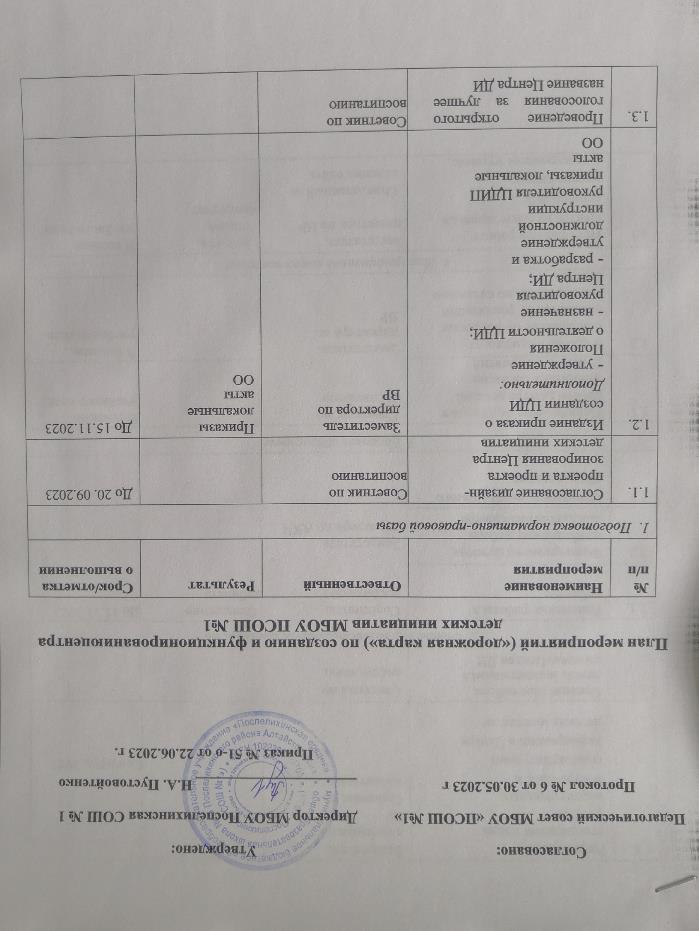 Согласовано:
Утверждено:
Педагогический совет МБОУ «ПСОШ №1»
Директор МБОУ Поспелихинская СОШ № 1
Протокол № 6 от 30.05.2023 г
Н.А. Пустовойтенко
Приказ № 51-о от 22.06.2023 г.
План мероприятий («дорожная карта») по созданию и функционированиюцентра
детских инициатив МБОУ ПСОШ №1
№
п/п
Наименование
мероприятия
Отвественный
Результат
Срок/отметка
о выполнении
1. Подготовка нормативно-правовой базы
1.1.
Согласование дизайн-
проекта и проекта
зонирования Центра
детских инициатив
Советник по
воспитанию
До 20. 09.2023
1.2.
Издание приказа о
создании ЦДИ
Дополнительно:
- утверждение
Положения
о деятельности ЦДИ;
- назначение
руководителя
Центра ДИ;
- разработка и
утверждение
должностной
инструкции
руководителя ЦДИП
приказы, локальные
акты
ОО
Заместитель
директора по
ВР
Приказы
локальные
акты
ОО
До 15.11.2023
1.3.
Проведение открытого
голосования за лучшее
название Центра ДИ
Советник по
воспитанию